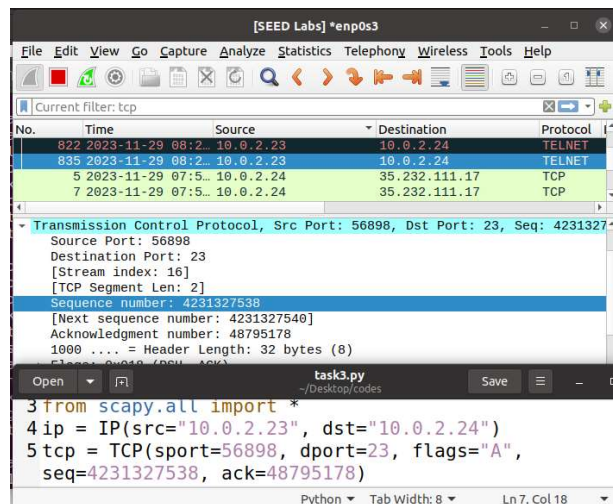 [SEED Labs] *enp0s3
File Edit View Go Capture Analyze Statistics Telephony Wireless Tools Help
Current filter: tcp
No. Time Source Destination Protocol
822 2023-11-29 08:2… 10.0.2.23 10.0.2.24 TELNET
835 2023-11-29 08:2… 10.0.2.23 10.0.2.24 TELNET
5 2023-11-29 07:5… 10.0.2.24 35.232.111.17 TCP
7 2023-11-29 07:5… 10.0.2.24 35.232.111.17 TCP
Transmission Control Protocol, Src Port: 56898, Dst Port: 23, Seq: 4231327
Source Port: 56898
Destination Port: 23
[Stream index: 16]
[TCP Segment Len: 2]
Sequence number: 4231327538
[Next sequence number: 4231327540]
Acknowledgment number: 48795178
1000 .... = Header Length: 32 bytes (8)
Flags: 0x018 (PSH, ACK)
Open task3.py Save
~/Desktop/codes
3 from scapy.all import *
4 ip = IP(src="10.0.2.23", dst="10.0.2.24")
5 tcp = TCP(sport=56898, dport=23, flags="A",
seq=4231327538, ack=48795178)
Python Tab Width: 8 Ln 7, Col 18